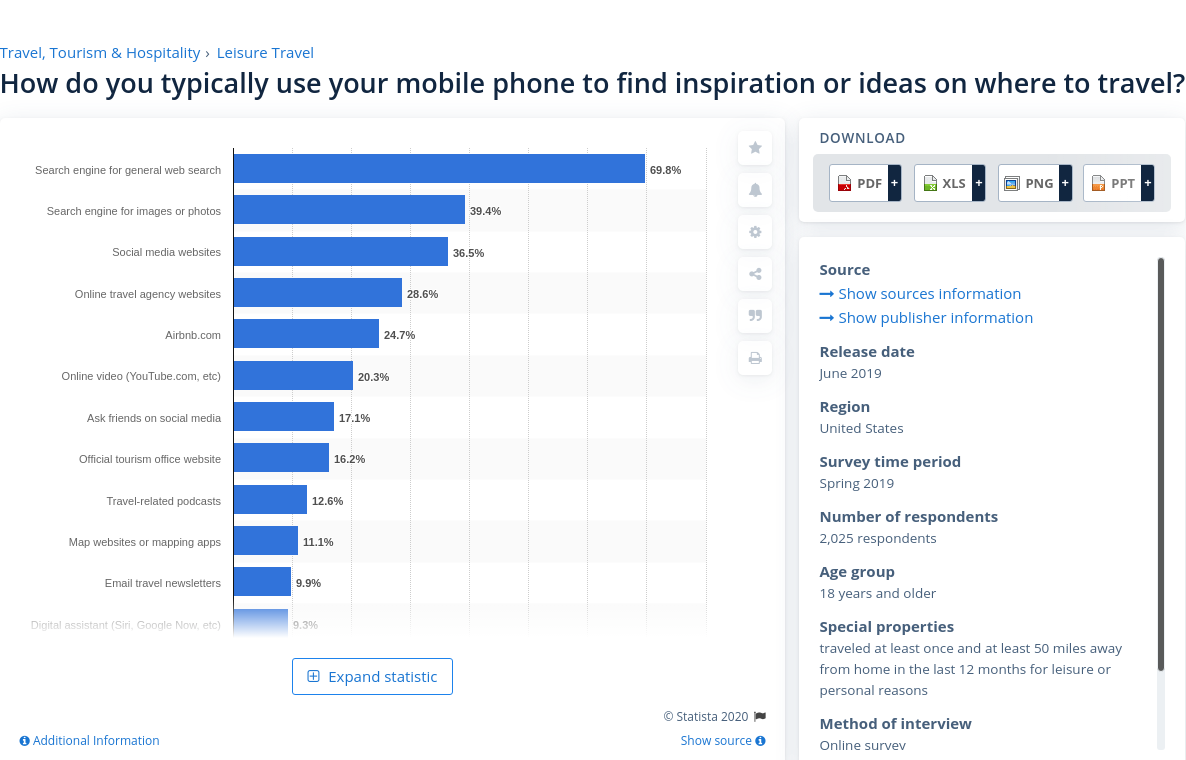 Travel, Tourism & Hospitality › Leisure Travel
How do you typically use your mobile phone to find inspiration or ideas on where to travel?
Search engine for general web search 69.8%
Search engine for images or photos 39.4%
Social media websites 36.5%
Online travel agency websites 28.6%
Airbnb.com 24.7%
Online video (YouTube.com, etc) 20.3%
Ask friends on social media 17.1%
Official tourism office website 16.2%
Travel-related podcasts 12.6%
Map websites or mapping apps 11.1%
Email travel newsletters 9.9%
Digital assistant (Siri, Google Now, etc) 9.3%
Expand statistic
© Statista 2020
Additional Information
Show source
DOWNLOAD
PDF + XLS + PNG + PPT +
Source
Show sources information
Show publisher information
Release date
June 2019
Region
United States
Survey time period
Spring 2019
Number of respondents
2,025 respondents
Age group
18 years and older
Special properties
traveled at least once and at least 50 miles away
from home in the last 12 months for leisure or
personal reasons
Method of interview
Online survey